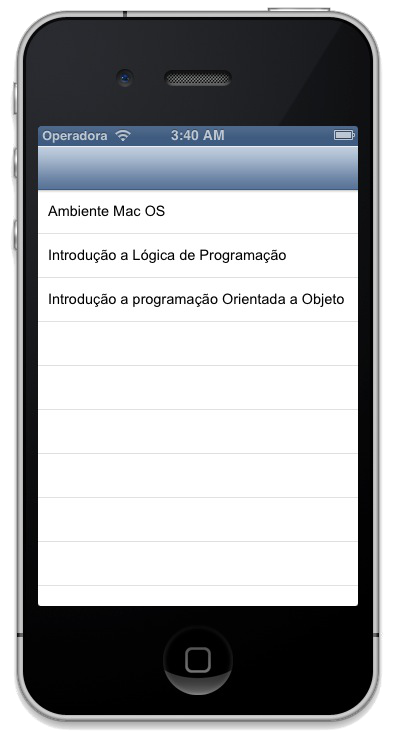 Operadora 3:40 AM
Ambiente Mac OS
Introdução a Lógica de Programação
Introdução a programação Orientada a Objeto